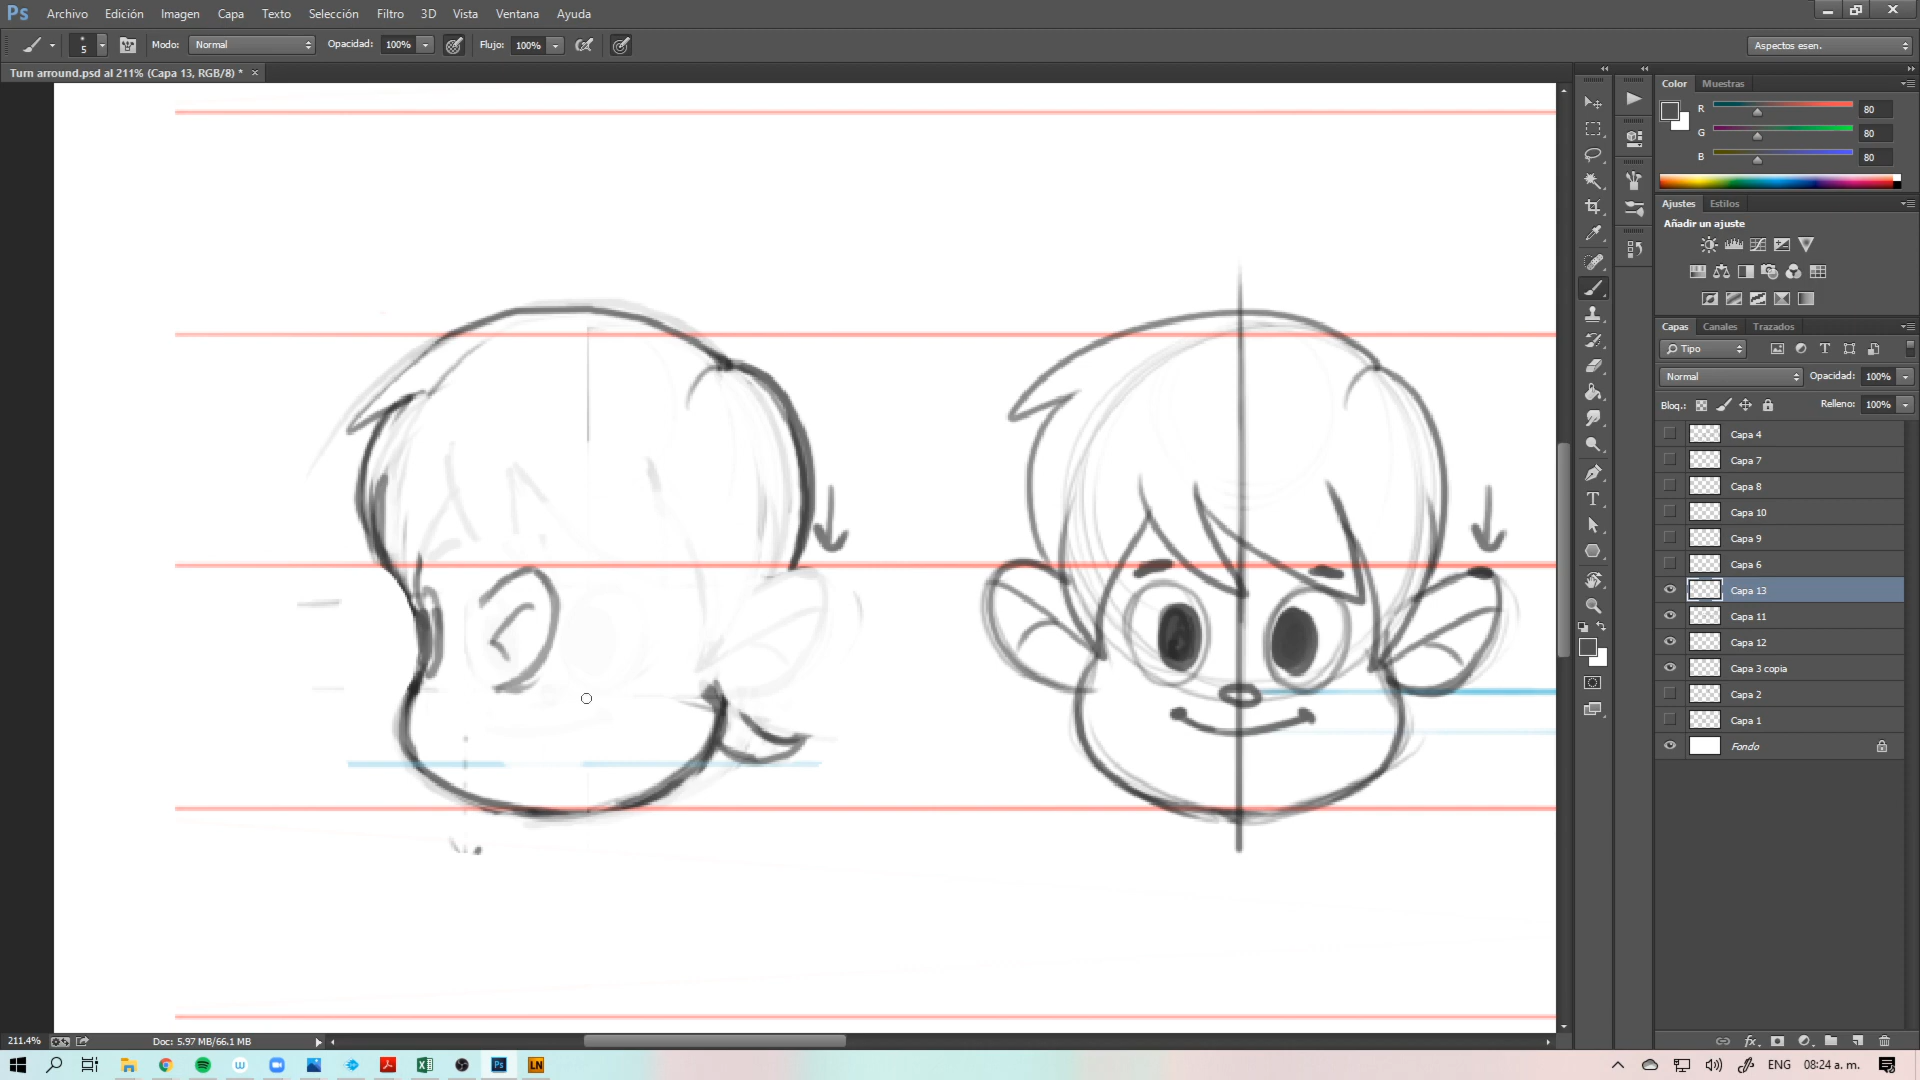 Ps Archivo Edición Imagen Capa Texto Selección Filtro 3D Vista Ventana Ayuda
5 Modo: Normal Opacidad: 100% Flujo: 100% Aspectos esen.
Turn arround.psd al 211% (Capa 13, RGB/8) * ×
Color Muestras
R 80
G 80
B 80
Ajustes Estilos
Añadir un ajuste
Capas Canales Trazados
Tipo
Normal Opacidad: 100%
Bloq.: Relleno: 100%
Capa 4
Capa 7
Capa 8
Capa 10
Capa 9
Capa 6
Capa 13
Capa 11
Capa 12
Capa 3 copia
Capa 2
Capa 1
Fondo
211.4% Doc: 5.97 MB/66.1 MB
Ps LN ENG 08:24 a. m.